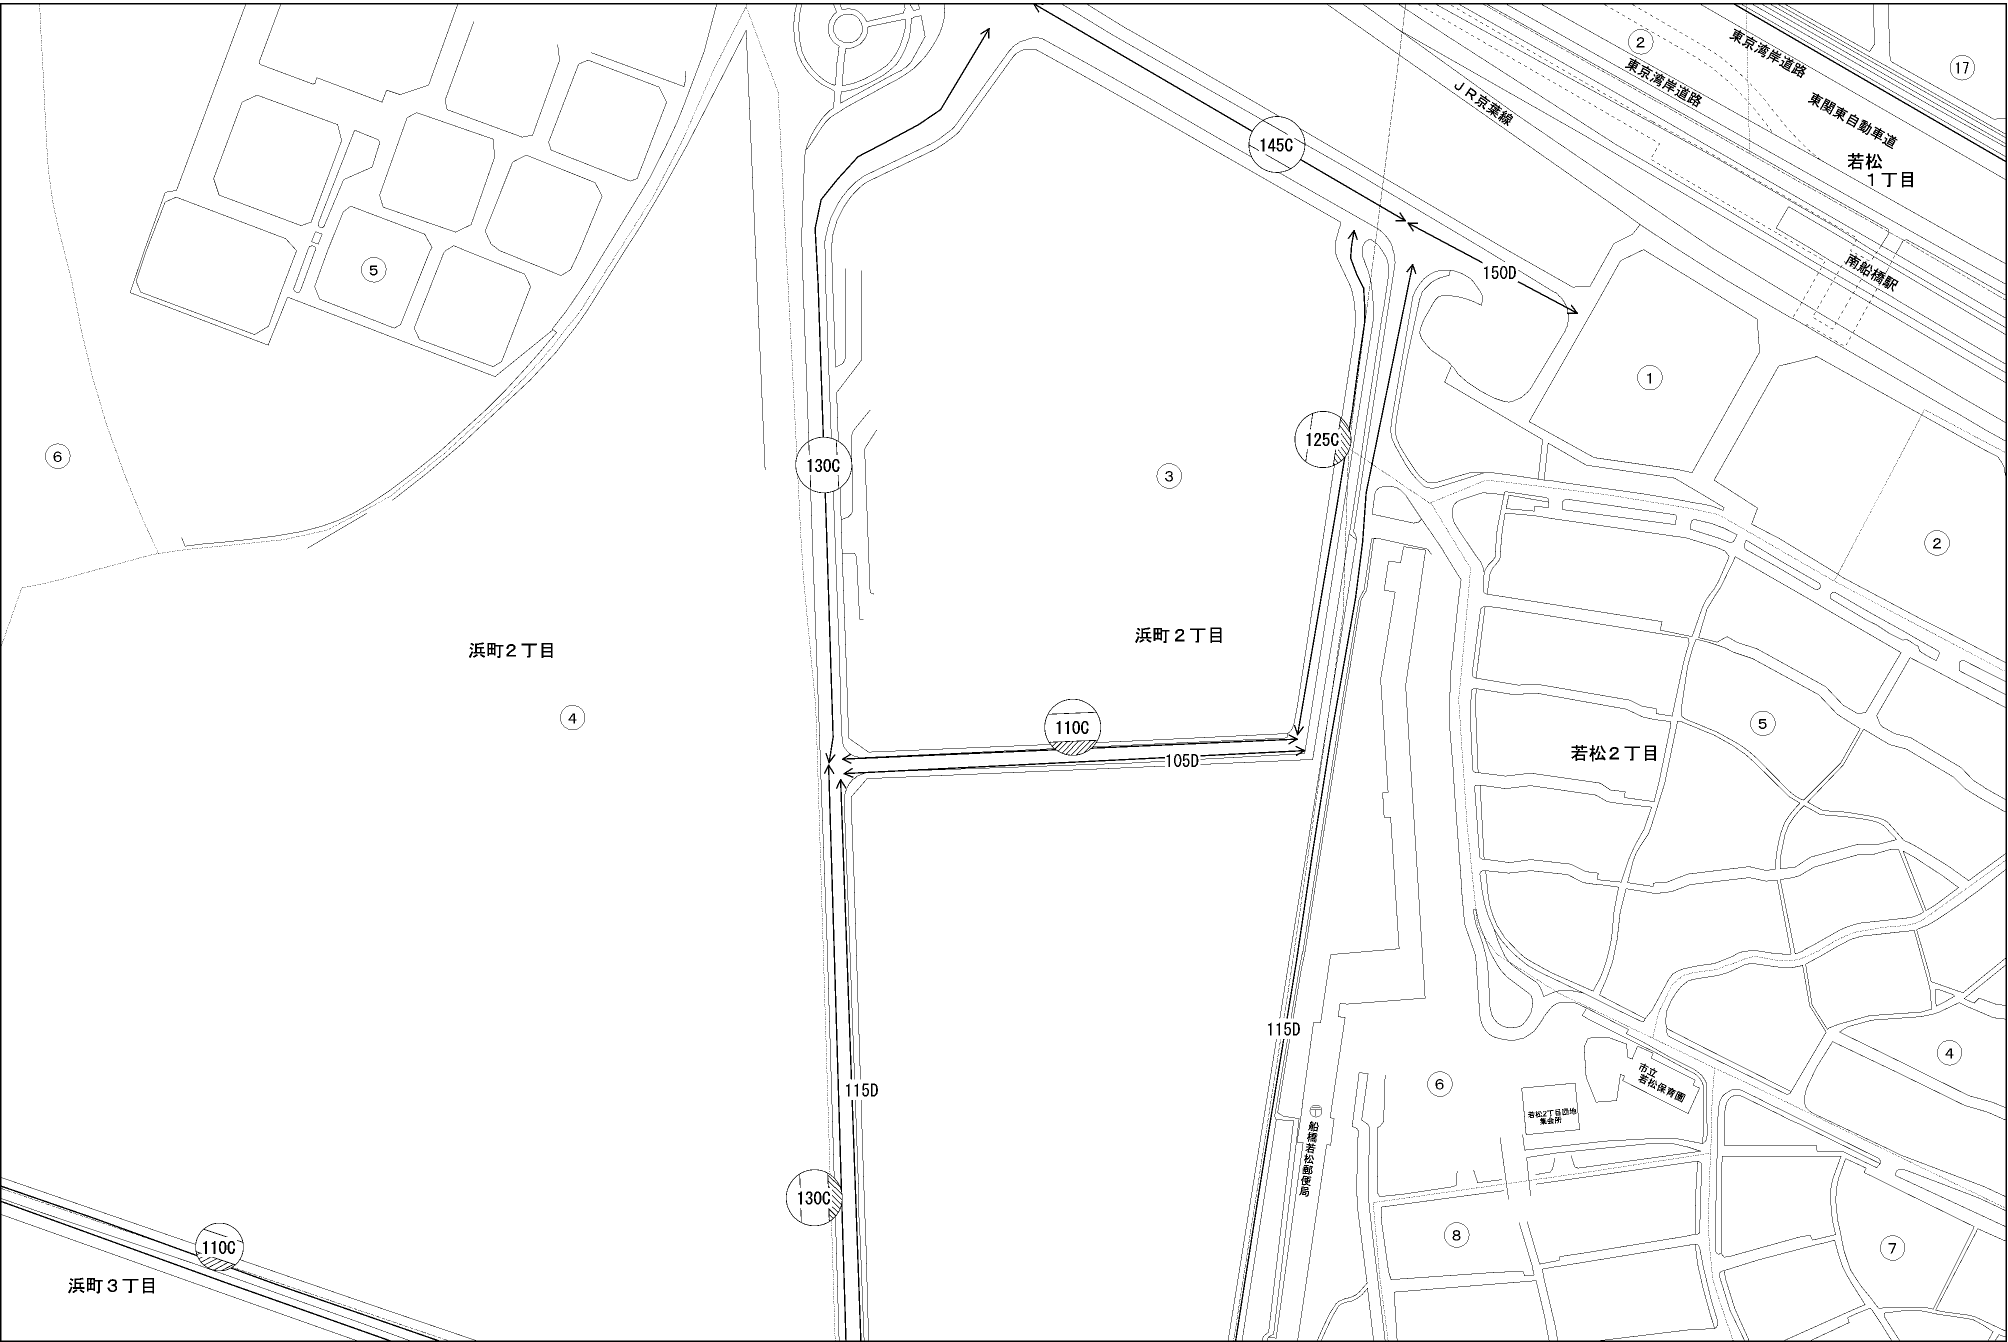 東京湾岸道路
2
東京湾岸道路
17
ＪＲ京葉線
東関東自動車道
145C
若松
１丁目
5
150D
南船橋駅
1
125C
6
130C
3
2
浜町２丁目
浜町２丁目
4
110C
5
若松２丁目
105D
115D
4
6
市立
若松保育園
115D
若松2丁目団地
集会所
〒
船橋若松郵便局
130C
8
7
110C
浜町３丁目